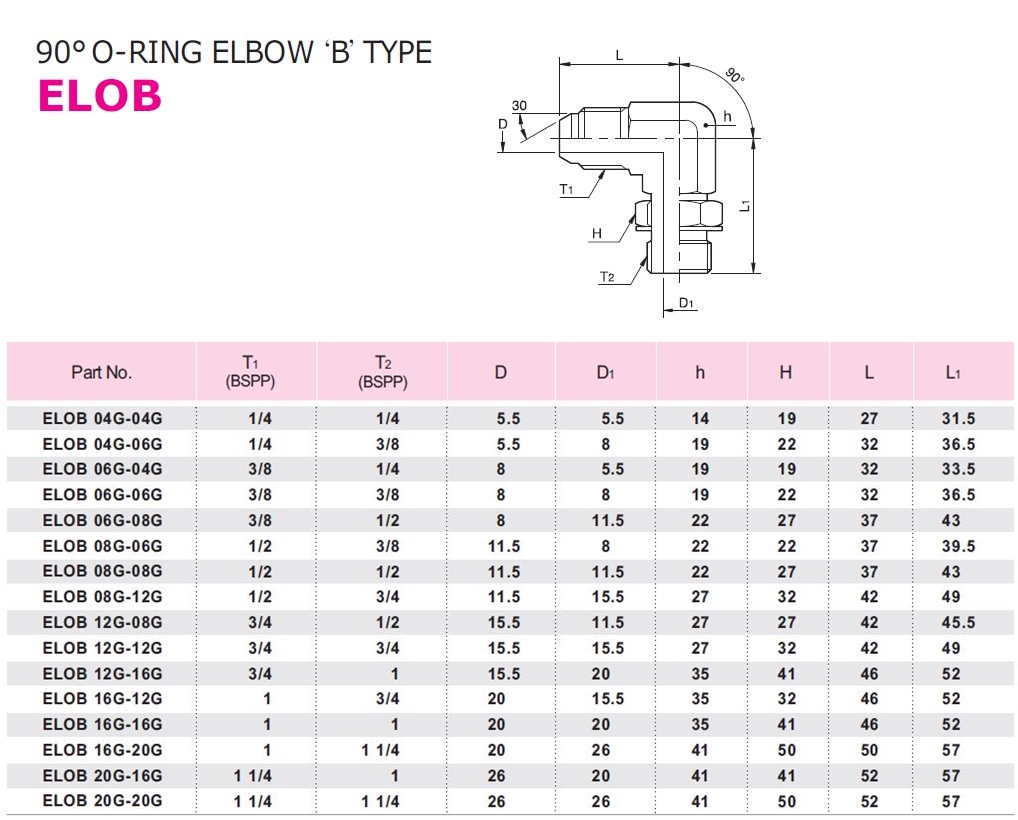 90° O-RING ELBOW ‘B’ TYPE
ELOB
L
90°
30
D
h
T1
L1
H
T2
D1
Part No. T1 (BSPP) T2 (BSPP) D D1 h H L L1
ELOB 04G-04G 1/4 1/4 5.5 5.5 14 19 27 31.5
ELOB 04G-06G 1/4 3/8 5.5 8 19 22 32 36.5
ELOB 06G-04G 3/8 1/4 8 5.5 19 19 32 33.5
ELOB 06G-06G 3/8 3/8 8 8 19 22 32 36.5
ELOB 06G-08G 3/8 1/2 8 11.5 22 27 37 43
ELOB 08G-06G 1/2 3/8 11.5 8 22 22 37 39.5
ELOB 08G-08G 1/2 1/2 11.5 11.5 22 27 37 43
ELOB 08G-12G 1/2 3/4 11.5 15.5 27 32 42 49
ELOB 12G-08G 3/4 1/2 15.5 11.5 27 27 42 45.5
ELOB 12G-12G 3/4 3/4 15.5 15.5 27 32 42 49
ELOB 12G-16G 3/4 1 15.5 20 35 41 46 52
ELOB 16G-12G 1 3/4 20 15.5 35 32 46 52
ELOB 16G-16G 1 1 20 20 35 41 46 52
ELOB 16G-20G 1 1 1/4 20 26 41 50 50 57
ELOB 20G-16G 1 1/4 1 26 20 41 41 52 57
ELOB 20G-20G 1 1/4 1 1/4 26 26 41 50 52 57